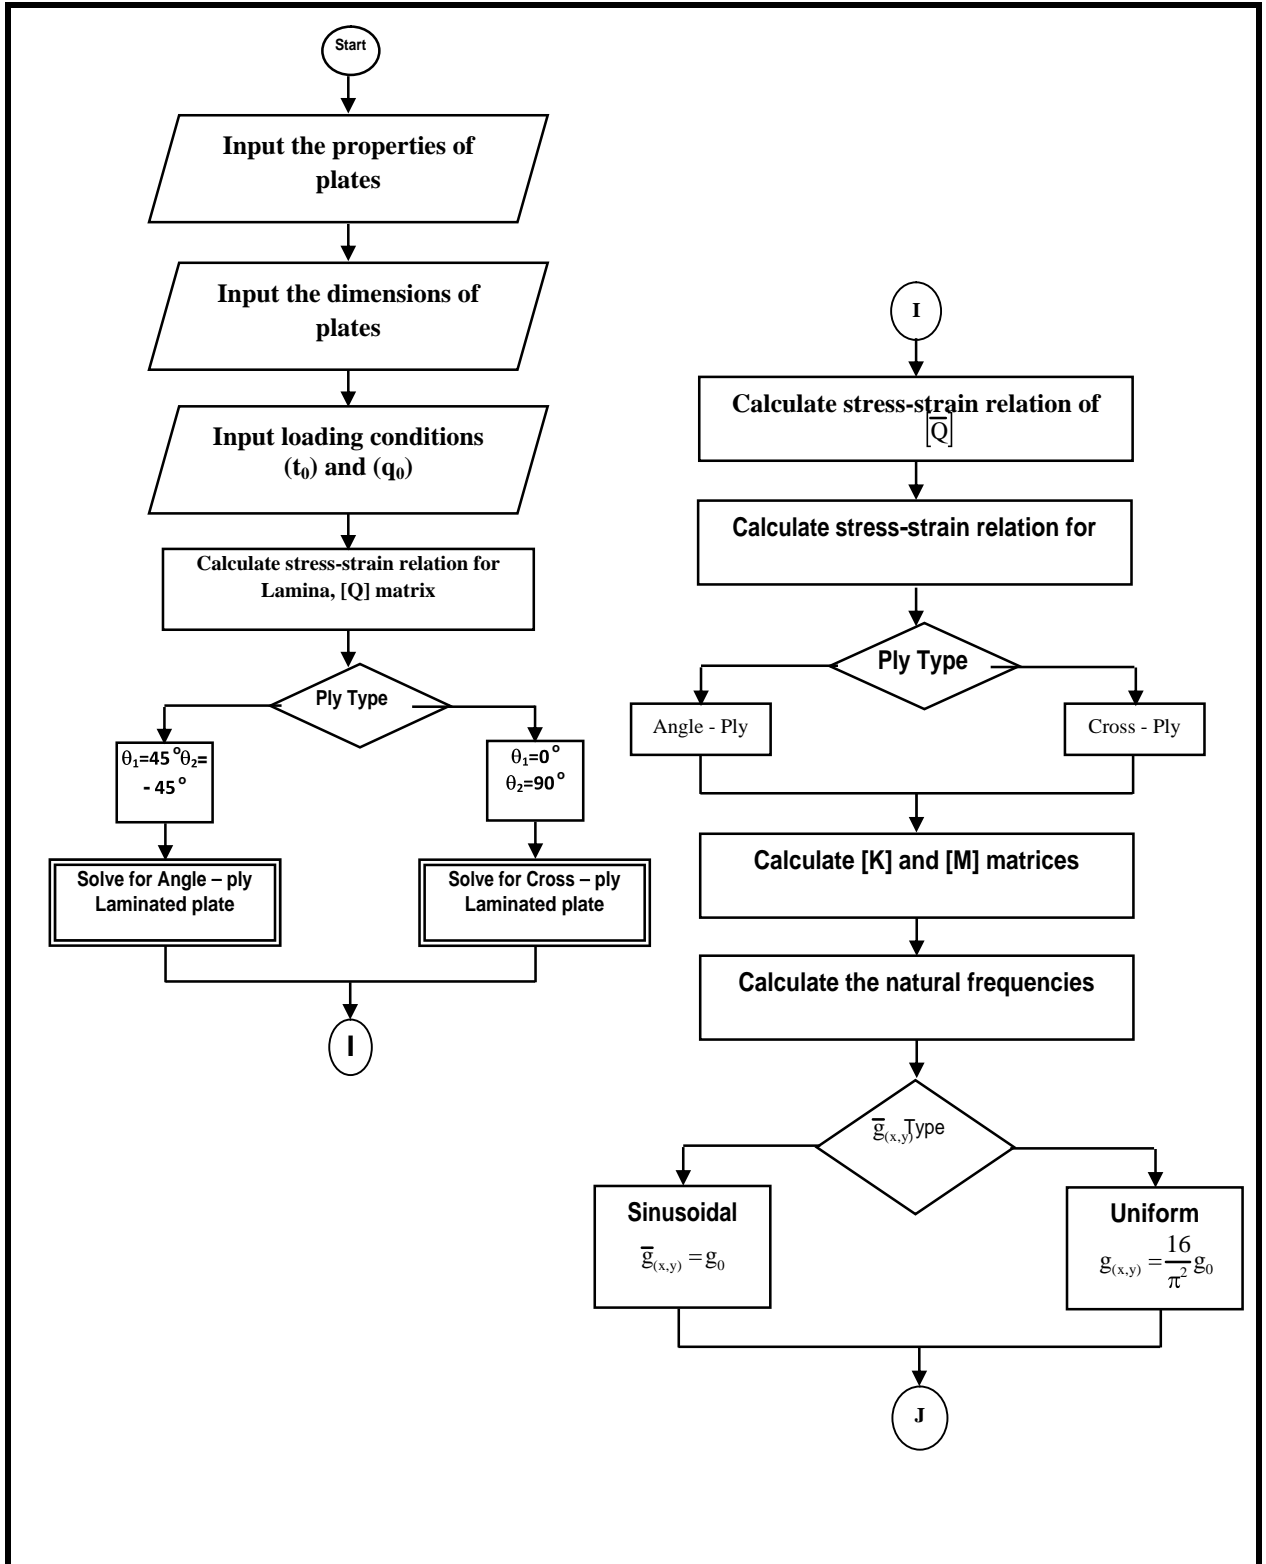 Start
Input the properties of
plates
Input the dimensions of
plates
Input loading conditions
(t₀) and (q₀)
Calculate stress-strain relation for
Lamina, [Q] matrix
Ply Type
θ₁=45°θ₂=
- 45°
θ₁=0°
θ₂=90°
Solve for Angle – ply
Laminated plate
Solve for Cross – ply
Laminated plate
I
I
Calculate stress-strain relation of
[Q̅]
Calculate stress-strain relation for
Ply Type
Angle - Ply
Cross - Ply
Calculate [K] and [M] matrices
Calculate the natural frequencies
g̅(x,y)Type
Sinusoidal
g̅(x,y) = g₀
Uniform
g(x,y) = 16/π² g₀
J